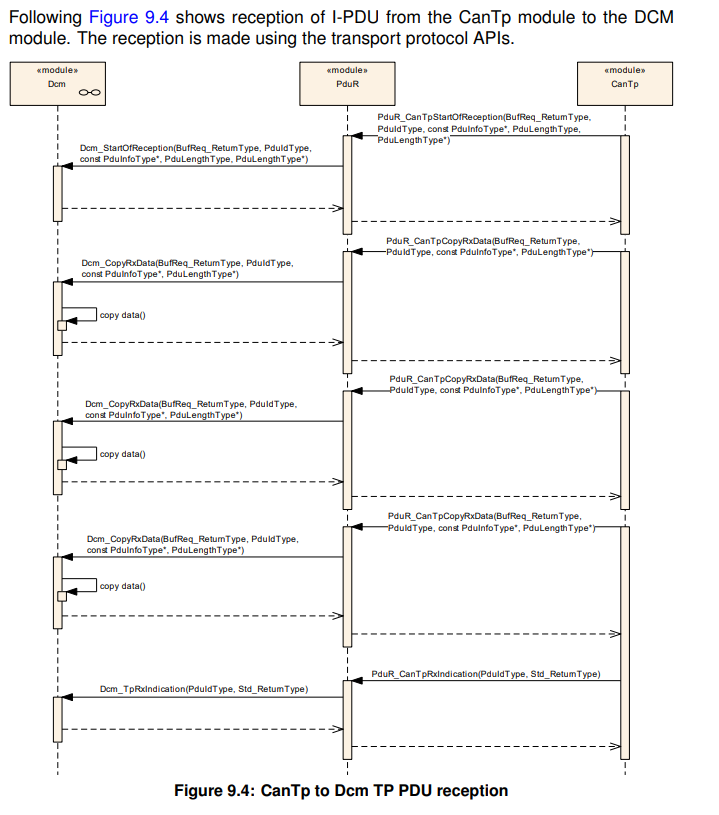 Following Figure 9.4 shows reception of I-PDU from the CanTp module to the DCM
module. The reception is made using the transport protocol APIs.
«module»
Dcm
«module»
PduR
«module»
CanTp
PduR_CanTpStartOfReception(BufReq_ReturnType,
PduIdType, const PduInfoType*, PduLengthType,
PduLengthType*)
Dcm_StartOfReception(BufReq_ReturnType, PduIdType,
const PduInfoType*, PduLengthType, PduLengthType*)
PduR_CanTpCopyRxData(BufReq_ReturnType,
PduIdType, const PduInfoType*, PduLengthType*)
Dcm_CopyRxData(BufReq_ReturnType, PduIdType,
const PduInfoType*, PduLengthType*)
copy data()
PduR_CanTpCopyRxData(BufReq_ReturnType,
PduIdType, const PduInfoType*, PduLengthType*)
Dcm_CopyRxData(BufReq_ReturnType, PduIdType,
const PduInfoType*, PduLengthType*)
copy data()
PduR_CanTpCopyRxData(BufReq_ReturnType,
PduIdType, const PduInfoType*, PduLengthType*)
Dcm_CopyRxData(BufReq_ReturnType, PduIdType,
const PduInfoType*, PduLengthType*)
copy data()
PduR_CanTpRxIndication(PduIdType, Std_ReturnType)
Dcm_TpRxIndication(PduIdType, Std_ReturnType)
Figure 9.4: CanTp to Dcm TP PDU reception